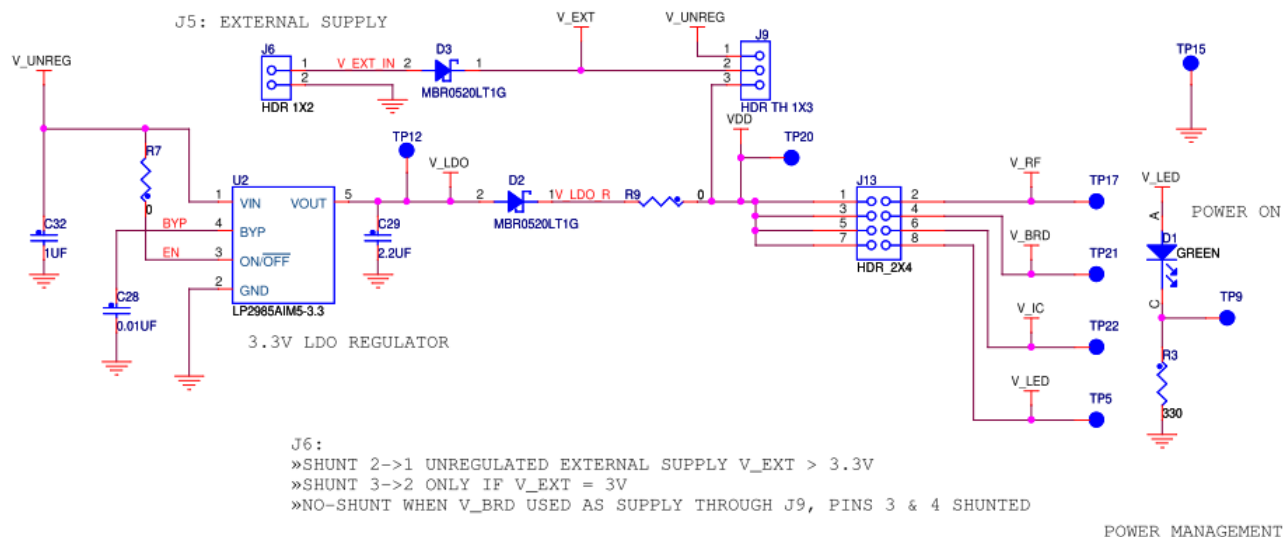 J5: EXTERNAL SUPPLY
V_EXT
V_UNREG
J6
D3
J9
TP15
V_UNREG
1
V_EXT_IN
2
1
1
2
2
3
HDR 1X2
MBR0520LT1G
HDR TH 1X3
VDD
TP20
TP12
R7
V_LDO
V_RF
U2
D2
R9
J13
TP17
V_LED
1
VIN
VOUT
5
2
1
V_LDO_R
0
1
2
POWER ON
0
BYP
4
BYP
C29
MBR0520LT1G
3
4
V_BRD
A
C32
5
6
D1
1UF
EN
3
ON/OFF
2.2UF
7
8
TP21
GREEN
2
GND
HDR_2X4
C28
LP2985AIM5-3.3
V_IC
C
TP9
0.01UF
3.3V LDO REGULATOR
TP22
R3
V_LED
TP5
330
J6:
»SHUNT 2->1 UNREGULATED EXTERNAL SUPPLY V_EXT > 3.3V
»SHUNT 3->2 ONLY IF V_EXT = 3V
»NO-SHUNT WHEN V_BRD USED AS SUPPLY THROUGH J9, PINS 3 & 4 SHUNTED
POWER MANAGEMENT